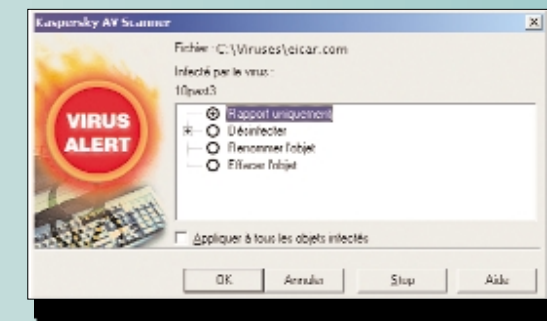 Kaspersky AV Scanner
Fichier : C:\Viruses\eicar.com
Infecté par le virus :
10past3
VIRUS
ALERT
Rapport uniquement
Désinfecter
Renommer l'objet
Effacer l'objet
Appliquer à tous les objets infectés
OK
Annuler
Stop
Aide